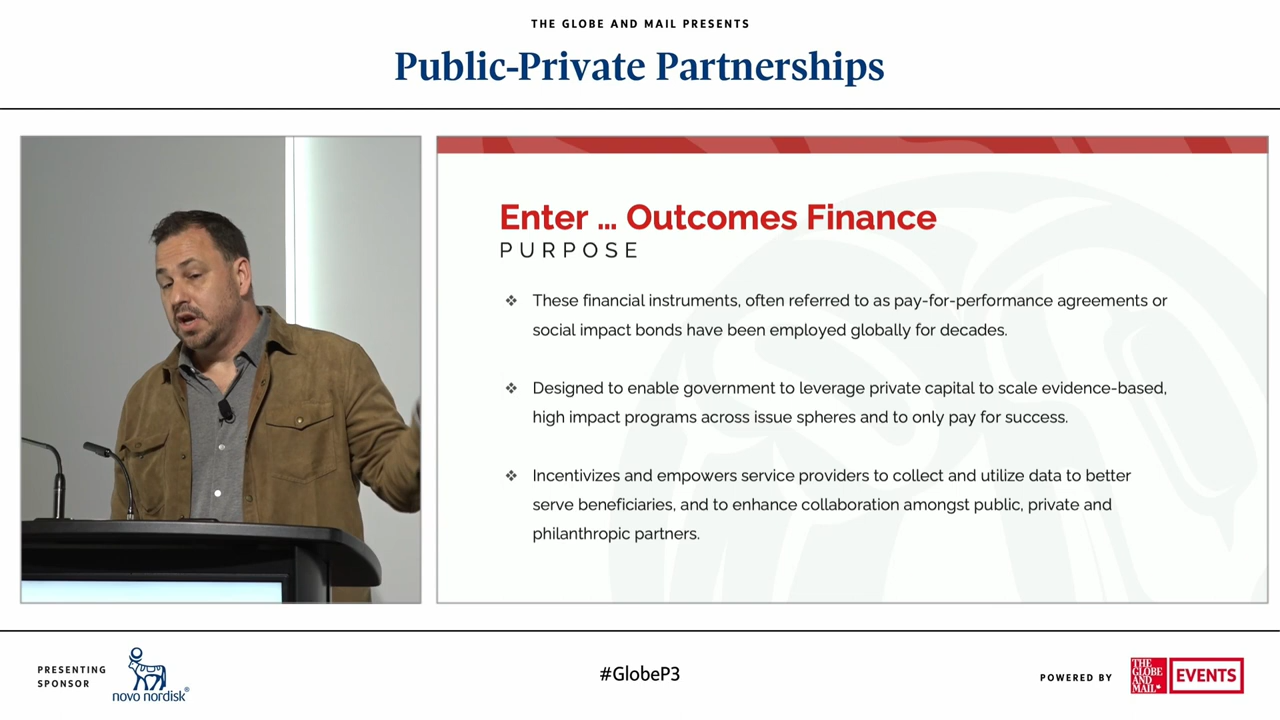 THE GLOBE AND MAIL PRESENTS
Public-Private Partnerships
Enter ... Outcomes Finance
PURPOSE
❖ These financial instruments, often referred to as pay-for-performance agreements or
social impact bonds have been employed globally for decades.
❖ Designed to enable government to leverage private capital to scale evidence-based,
high impact programs across issue spheres and to only pay for success.
❖ Incentivizes and empowers service providers to collect and utilize data to better
serve beneficiaries, and to enhance collaboration amongst public, private and
philanthropic partners.
PRESENTING
SPONSOR
novo nordisk®
#GlobeP3
POWERED BY
THE
GLOBE
AND
MAIL
EVENTS